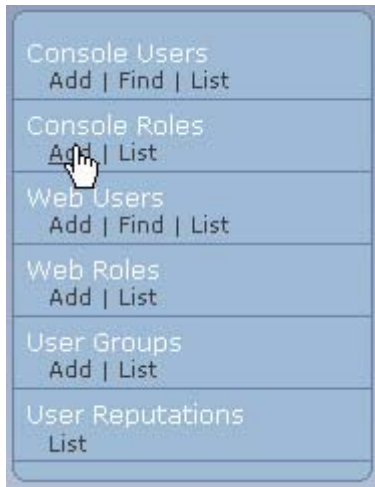 Console Users
Add | Find | List
Console Roles
Add | List
Web Users
Add | Find | List
Web Roles
Add | List
User Groups
Add | List
User Reputations
List